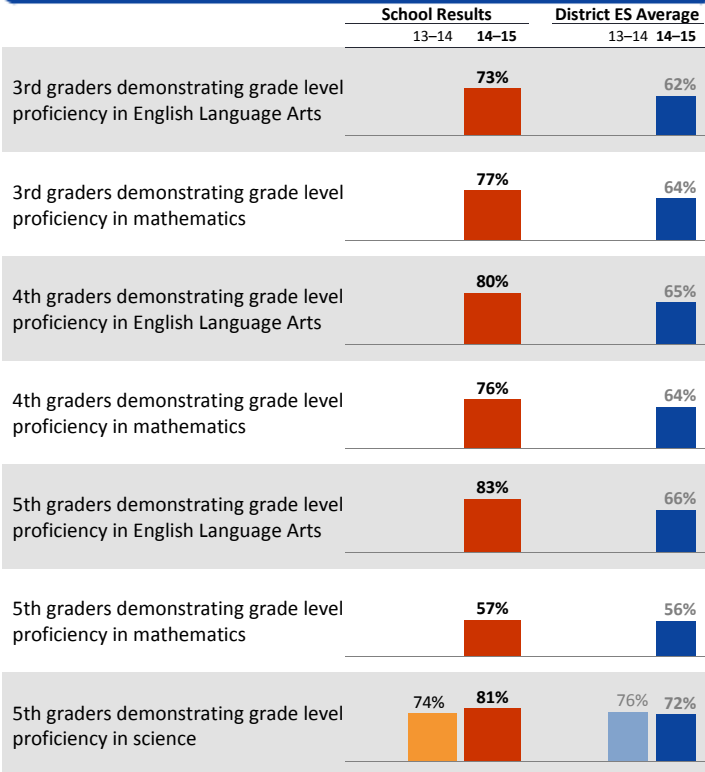 School Results District ES Average
13–14 14–15 13–14 14–15
73% 62%
3rd graders demonstrating grade level
proficiency in English Language Arts
77% 64%
3rd graders demonstrating grade level
proficiency in mathematics
80% 65%
4th graders demonstrating grade level
proficiency in English Language Arts
76% 64%
4th graders demonstrating grade level
proficiency in mathematics
83% 66%
5th graders demonstrating grade level
proficiency in English Language Arts
57% 56%
5th graders demonstrating grade level
proficiency in mathematics
74% 81% 76% 72%
5th graders demonstrating grade level
proficiency in science